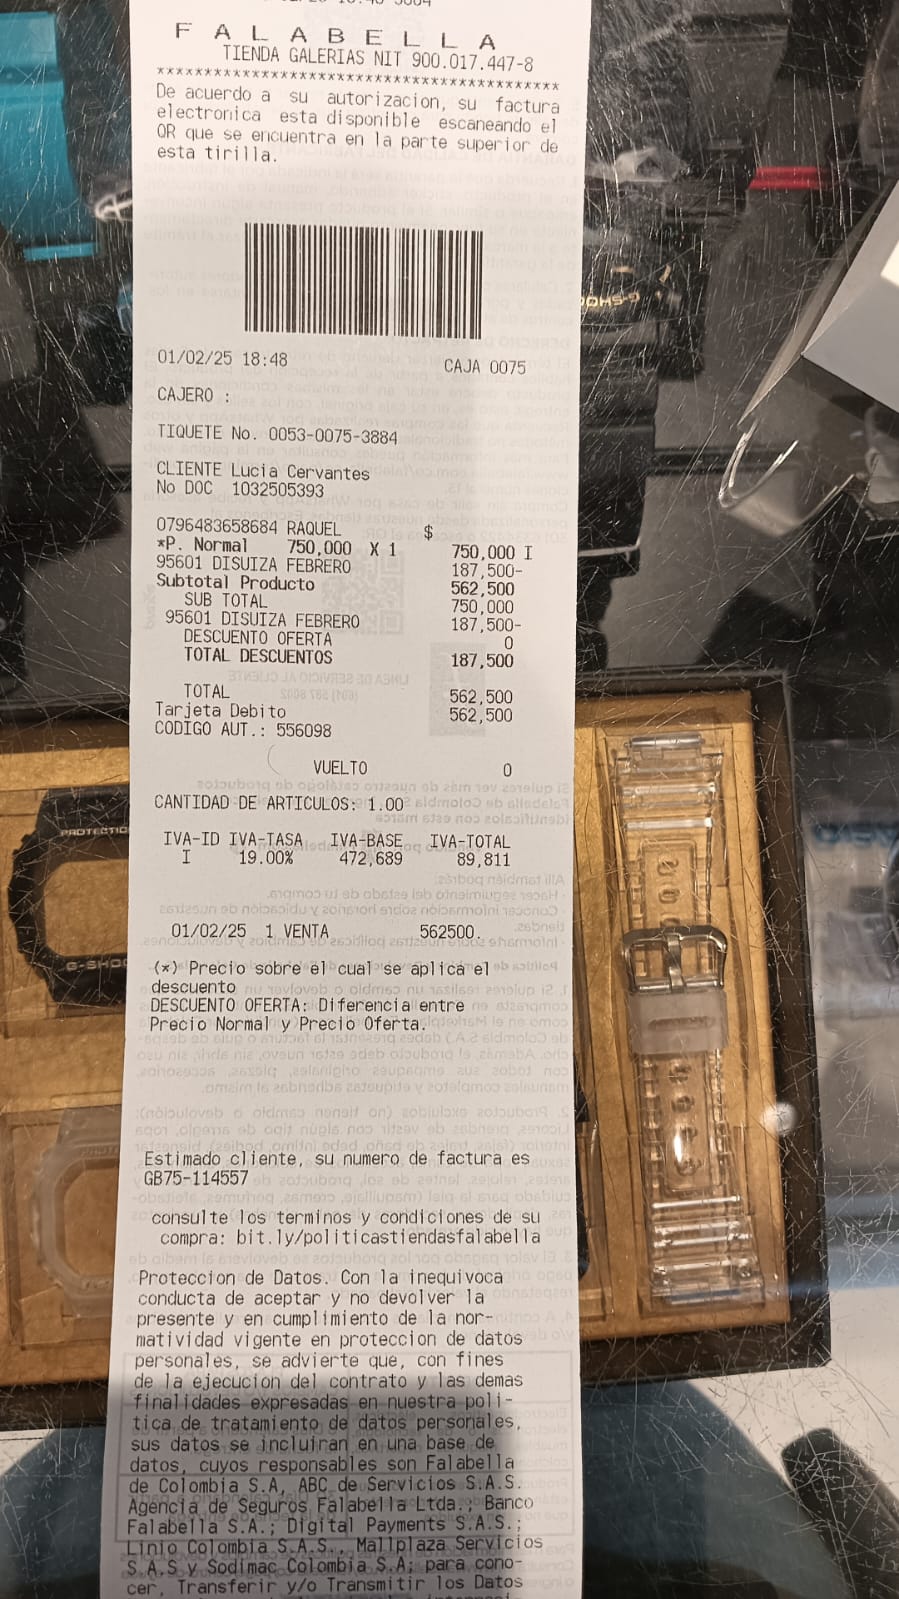 F A L A B E L L A
TIENDA GALERIAS NIT 900.017.447-8
******************************************
De acuerdo a su autorizacion, su factura
electronica esta disponible escaneando el
QR que se encuentra en la parte superior de
esta tirilla.
01/02/25 18:48 CAJA 0075
CAJERO :
TIQUETE No. 0053-0075-3884
CLIENTE Lucia Cervantes
No DOC 1032505393
0796483658684 RAQUEL $
*P. Normal 750,000 X 1 750,000 I
95601 DISUIZA FEBRERO 187,500-
Subtotal Producto 562,500
SUB TOTAL 750,000
95601 DISUIZA FEBRERO 187,500-
DESCUENTO OFERTA 0
TOTAL DESCUENTOS 187,500
TOTAL 562,500
Tarjeta Debito 562,500
CODIGO AUT.: 556098
VUELTO 0
CANTIDAD DE ARTICULOS: 1.00
IVA-ID IVA-TASA IVA-BASE IVA-TOTAL
I 19.00% 472,689 89,811
01/02/25 1 VENTA 562500.
(*) Precio sobre el cual se aplica el
descuento
DESCUENTO OFERTA: Diferencia entre
Precio Normal y Precio Oferta.
Estimado cliente, su numero de factura es
GB75-114557
consulte los terminos y condiciones de su
compra: bit.ly/politicastiendasfalabella
Proteccion de Datos. Con la inequivoca
conducta de aceptar y no devolver la
presente y en cumplimiento de la nor-
matividad vigente en proteccion de datos
personales, se advierte que, con fines
de la ejecucion del contrato y las demas
finalidades expresadas en nuestra poli-
tica de tratamiento de datos personales,
sus datos se incluiran en una base de
datos, cuyos responsables son Falabella
de Colombia S.A, ABC de Servicios S.A.S.
Agencia de Seguros Falabella Ltda.; Banco
Falabella S.A.; Digital Payments S.A.S.;
Linio Colombia S.A.S., Mallplaza Servicios
S.A.S y Sodimac Colombia S.A; para cono-
cer, Transferir y/o Transmitir los Datos
G-SHOCK